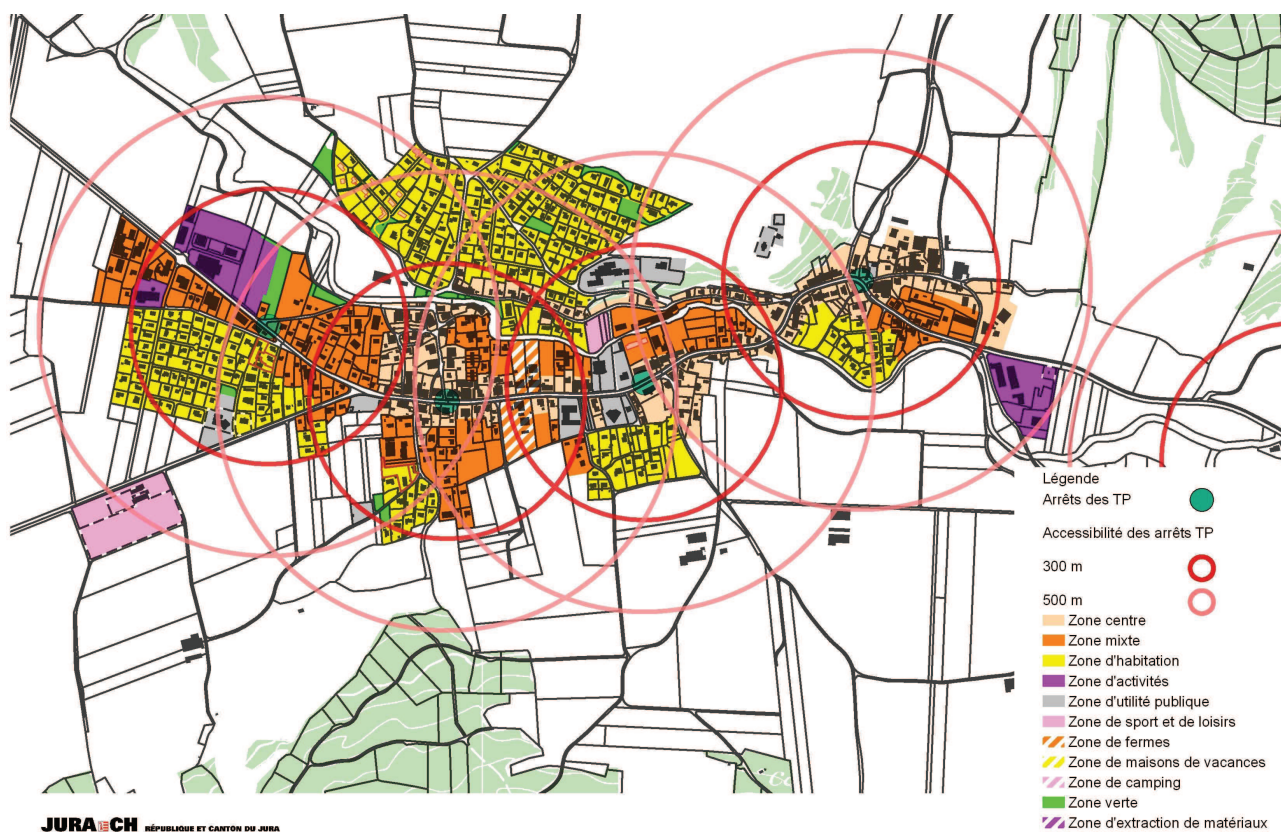 Légende
Arrêts des TP
Accessibilité des arrêts TP
300 m
500 m
Zone centre
Zone mixte
Zone d'habitation
Zone d'activités
Zone d'utilité publique
Zone de sport et de loisirs
Zone de fermes
Zone de maisons de vacances
Zone de camping
Zone verte
Zone d'extraction de matériaux
JURA CH RÉPUBLIQUE ET CANTON DU JURA